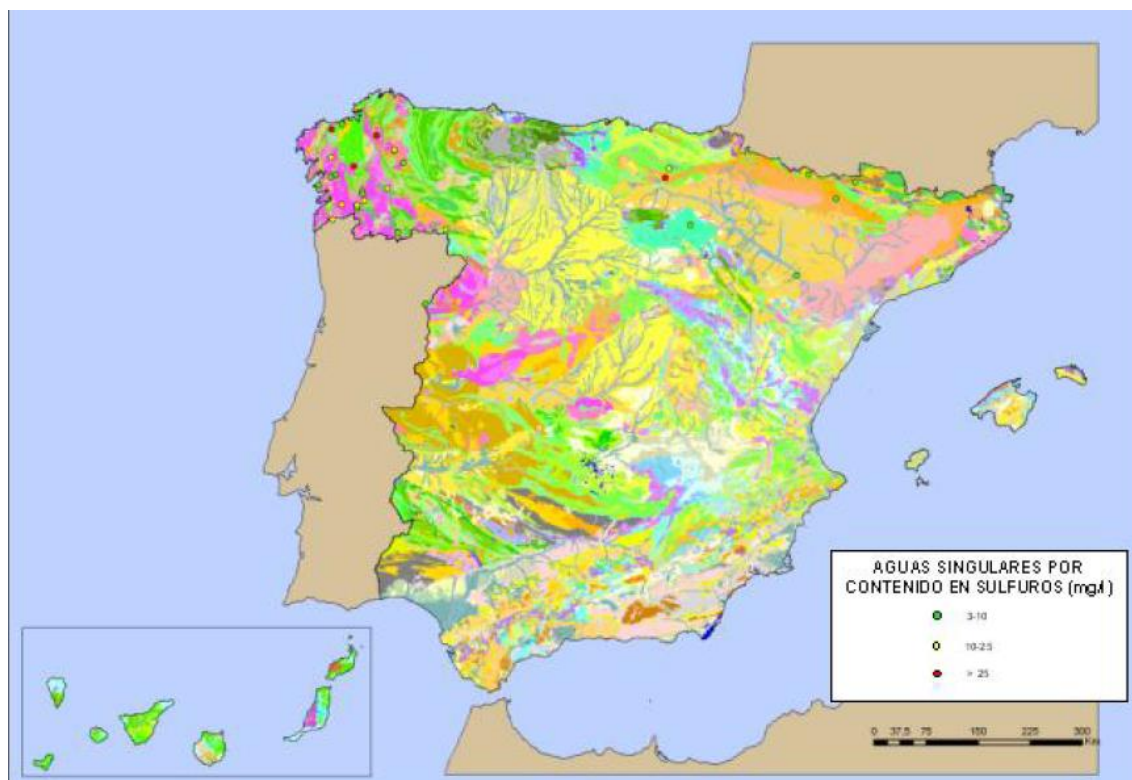 AGUAS SINGULARES POR
CONTENIDO EN SULFUROS (mg/l)
3-10
10-25
> 25
0 37,5 75 150 225 300
Km